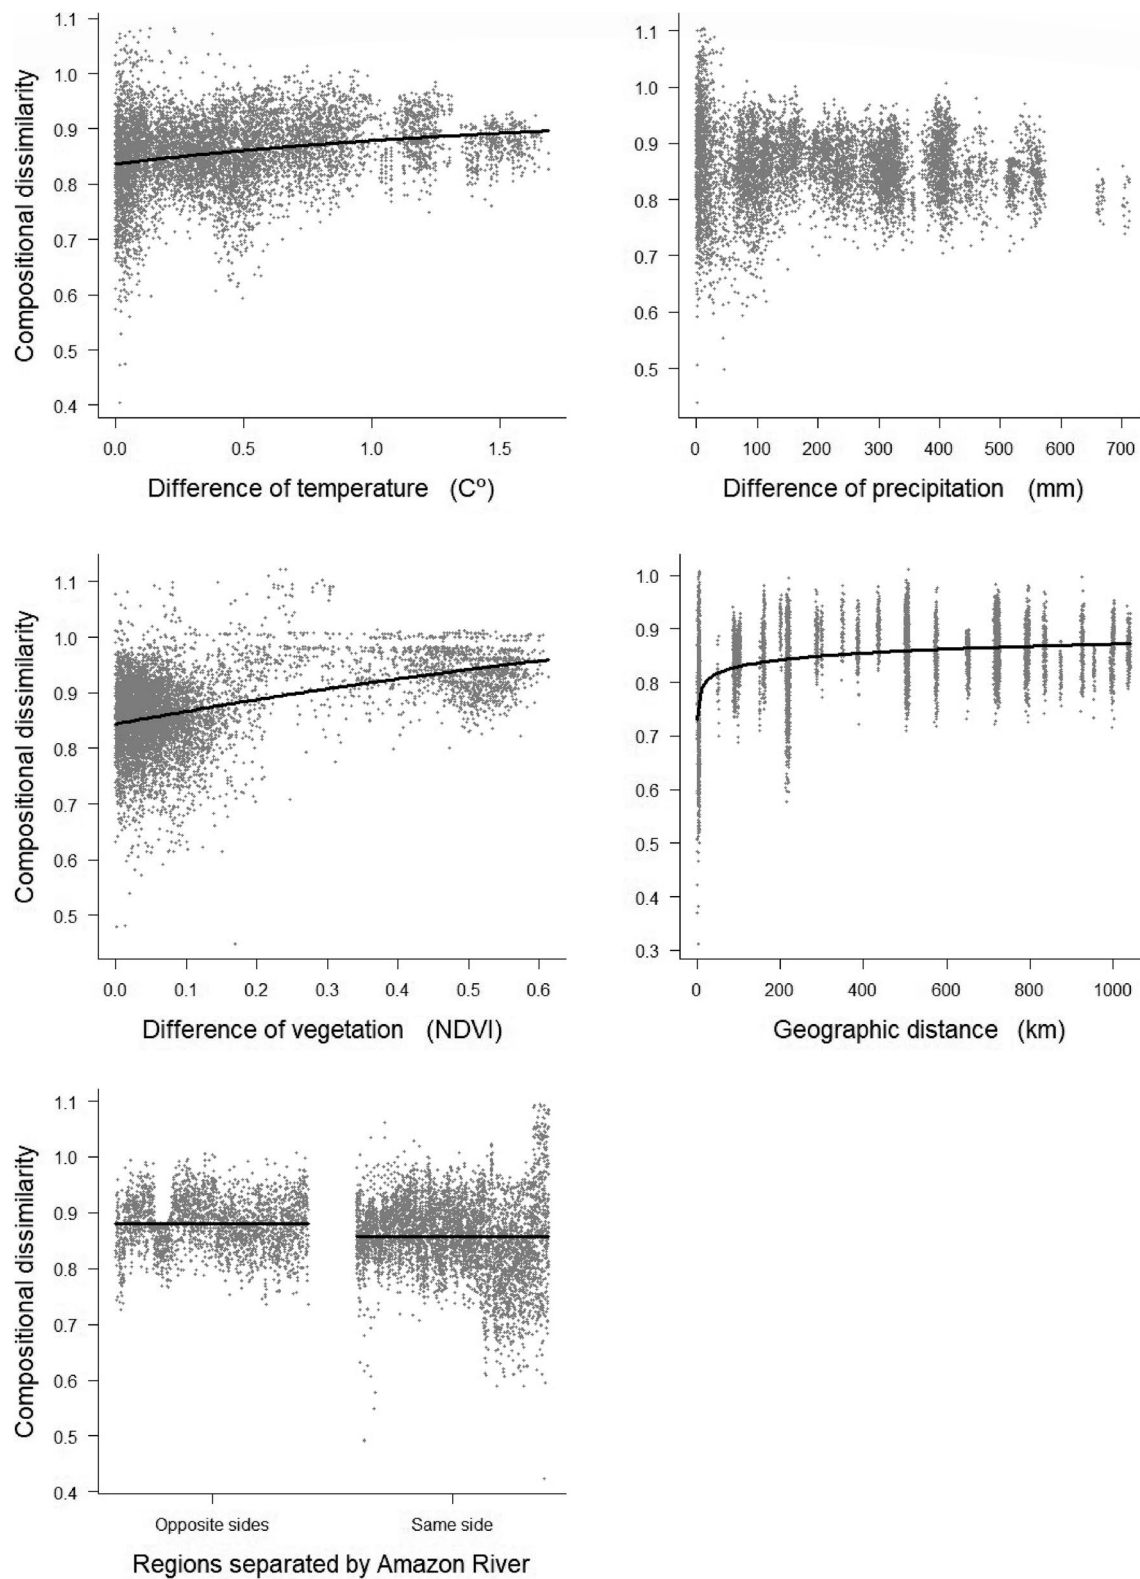 1.1
1.0
0.9
0.8
0.7
0.6
0.5
0.4
Compositional dissimilarity
0.0 0.5 1.0 1.5
Difference of temperature (Cº)
1.1
1.0
0.9
0.8
0.7
0.6
0.5
0 100 200 300 400 500 600 700
Difference of precipitation (mm)
1.1
1.0
0.9
0.8
0.7
0.6
0.5
Compositional dissimilarity
0.0 0.1 0.2 0.3 0.4 0.5 0.6
Difference of vegetation (NDVI)
1.0
0.9
0.8
0.7
0.6
0.5
0.4
0.3
0 200 400 600 800 1000
Geographic distance (km)
1.1
1.0
0.9
0.8
0.7
0.6
0.5
0.4
Compositional dissimilarity
Opposite sides Same side
Regions separated by Amazon River